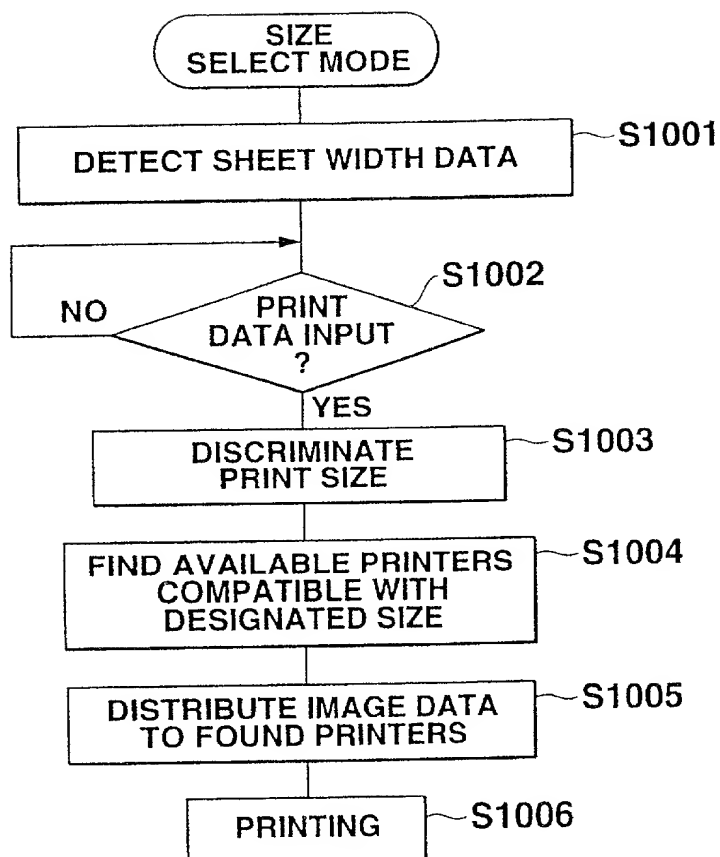 SIZE
SELECT MODE
DETECT SHEET WIDTH DATA
S1001
S1002
PRINT
DATA INPUT
?
NO
YES
DISCRIMINATE
PRINT SIZE
S1003
FIND AVAILABLE PRINTERS
COMPATIBLE WITH
DESIGNATED SIZE
S1004
DISTRIBUTE IMAGE DATA
TO FOUND PRINTERS
S1005
PRINTING
S1006